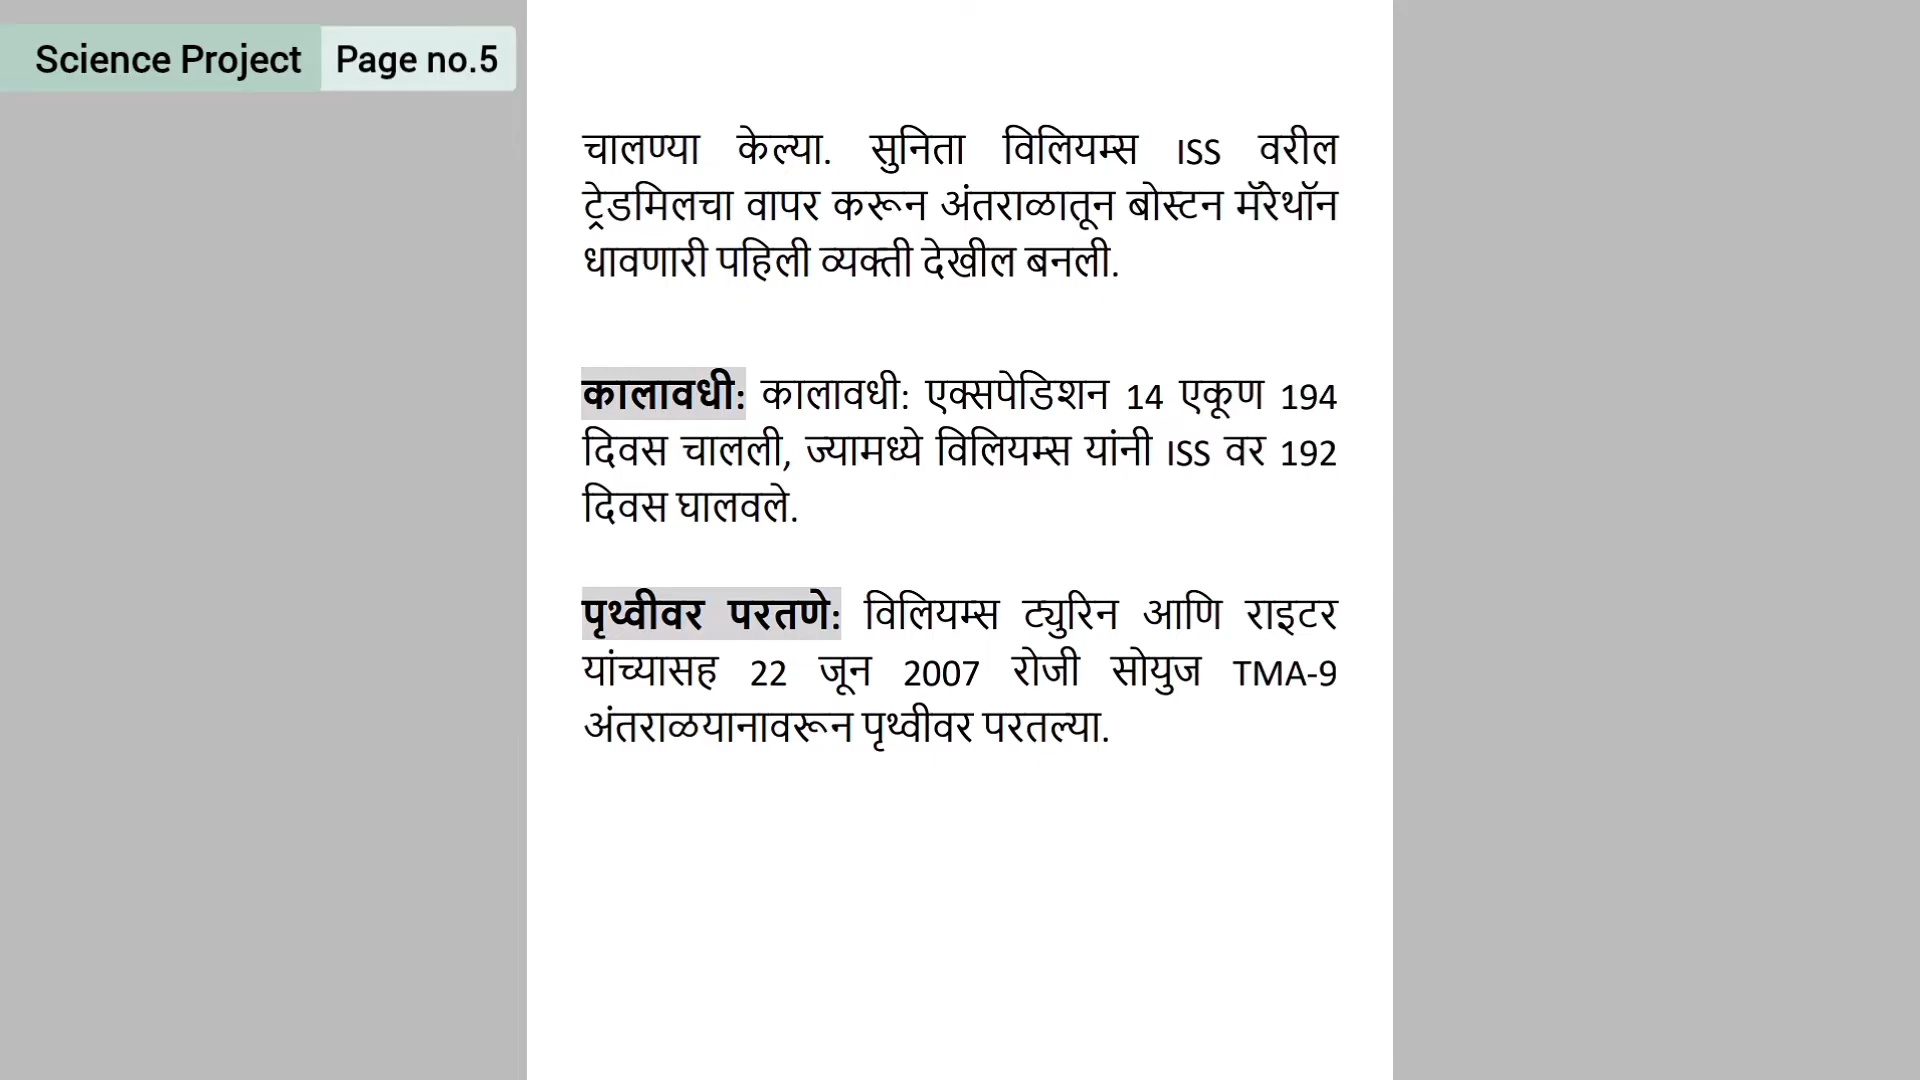 Science Project Page no.5
चालण्या केल्या. सुनिता विलियम्स ISS वरील
ट्रेडमिलचा वापर करून अंतराळातून बोस्टन मॅरेथॉन
धावणारी पहिली व्यक्ती देखील बनली.
कालावधी: कालावधी: एक्सपेडिशन 14 एकूण 194
दिवस चालली, ज्यामध्ये विलियम्स यांनी ISS वर 192
दिवस घालवले.
पृथ्वीवर परतणे: विलियम्स ट्युरिन आणि राइटर
यांच्यासह 22 जून 2007 रोजी सोयुज TMA-9
अंतराळयानावरून पृथ्वीवर परतल्या.